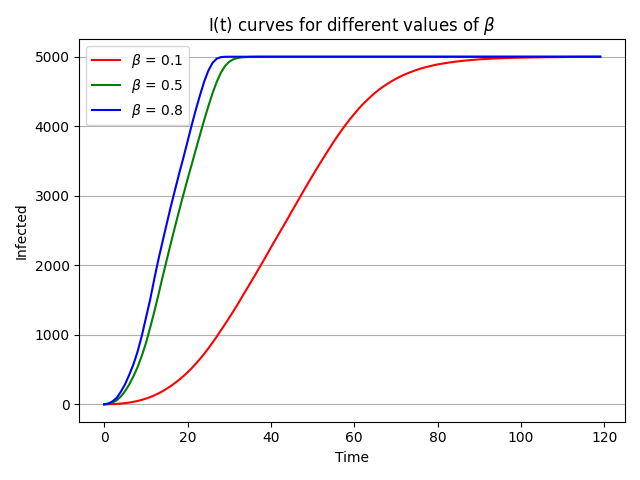 I(t) curves for different values of β
β = 0.1
β = 0.5
β = 0.8
5000
4000
3000
2000
1000
0
Infected
0 20 40 60 80 100 120
Time